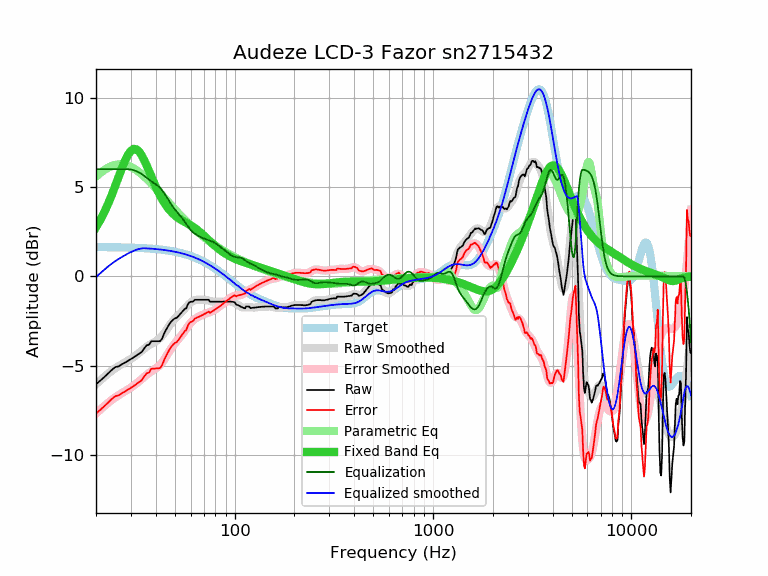 Audeze LCD-3 Fazor sn2715432
Amplitude (dBr)
10
5
0
−5
−10
Target
Raw Smoothed
Error Smoothed
Raw
Error
Parametric Eq
Fixed Band Eq
Equalization
Equalized smoothed
100 1000 10000
Frequency (Hz)